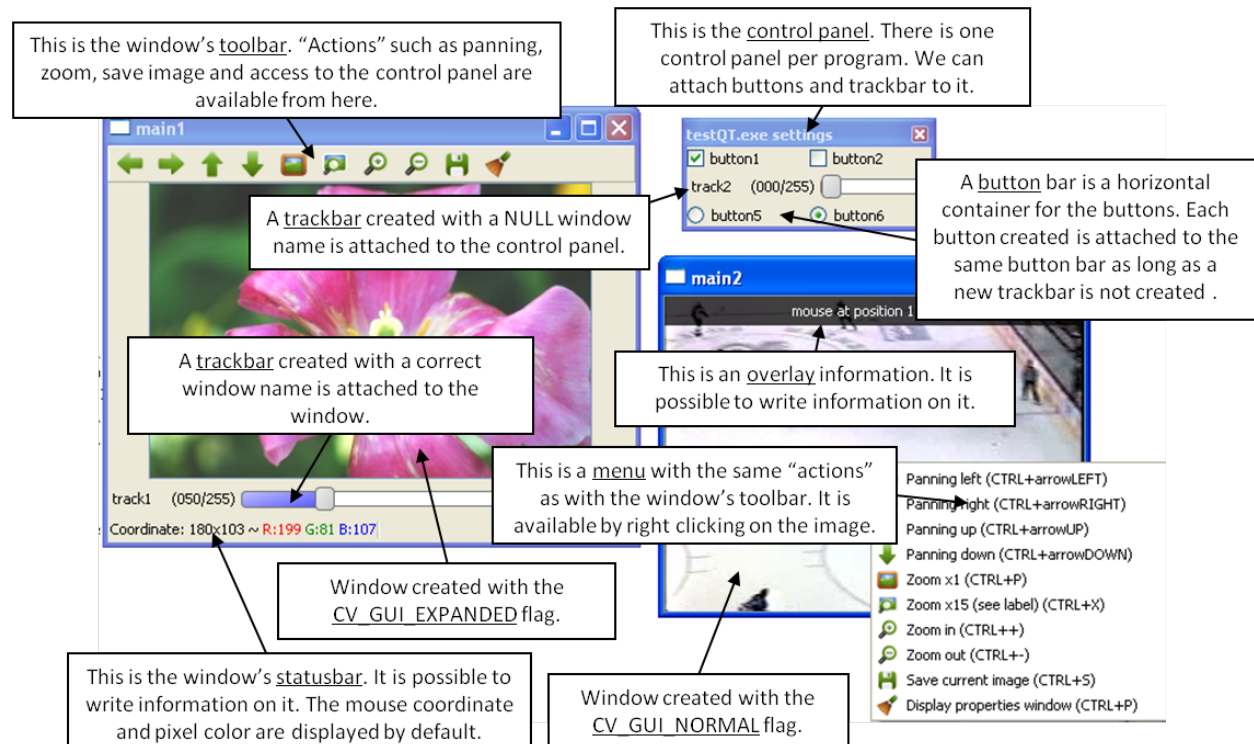 This is the window's toolbar. "Actions" such as panning,
zoom, save image and access to the control panel are
available from here.
This is the control panel. There is one
control panel per program. We can
attach buttons and trackbar to it.
main1
testQT.exe settings
button1
button2
track2 (000/255)
button5
button6
A trackbar created with a NULL window
name is attached to the control panel.
A button bar is a horizontal
container for the buttons. Each
button created is attached to the
same button bar as long as a
new trackbar is not created .
main2
mouse at position 1
A trackbar created with a correct
window name is attached to the
window.
This is an overlay information. It is
possible to write information on it.
This is a menu with the same "actions"
as with the window's toolbar. It is
available by right clicking on the image.
track1 (050/255)
Coordinate: 180x103 ~ R:199 G:81 B:107
Panning left (CTRL+arrowLEFT)
Panning right (CTRL+arrowRIGHT)
Panning up (CTRL+arrowUP)
Panning down (CTRL+arrowDOWN)
Zoom x1 (CTRL+P)
Zoom x15 (see label) (CTRL+X)
Zoom in (CTRL++)
Zoom out (CTRL+-)
Save current image (CTRL+S)
Display properties window (CTRL+P)
Window created with the
CV_GUI_EXPANDED flag.
This is the window's statusbar. It is possible to
write information on it. The mouse coordinate
and pixel color are displayed by default.
Window created with the
CV_GUI_NORMAL flag.